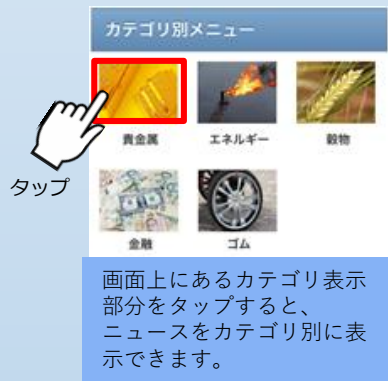 カテゴリ別メニュー
貴金属 エネルギー 穀物
タップ
金融 ゴム
画面上にあるカテゴリ表示
部分をタップすると、
ニュースをカテゴリ別に表
示できます。